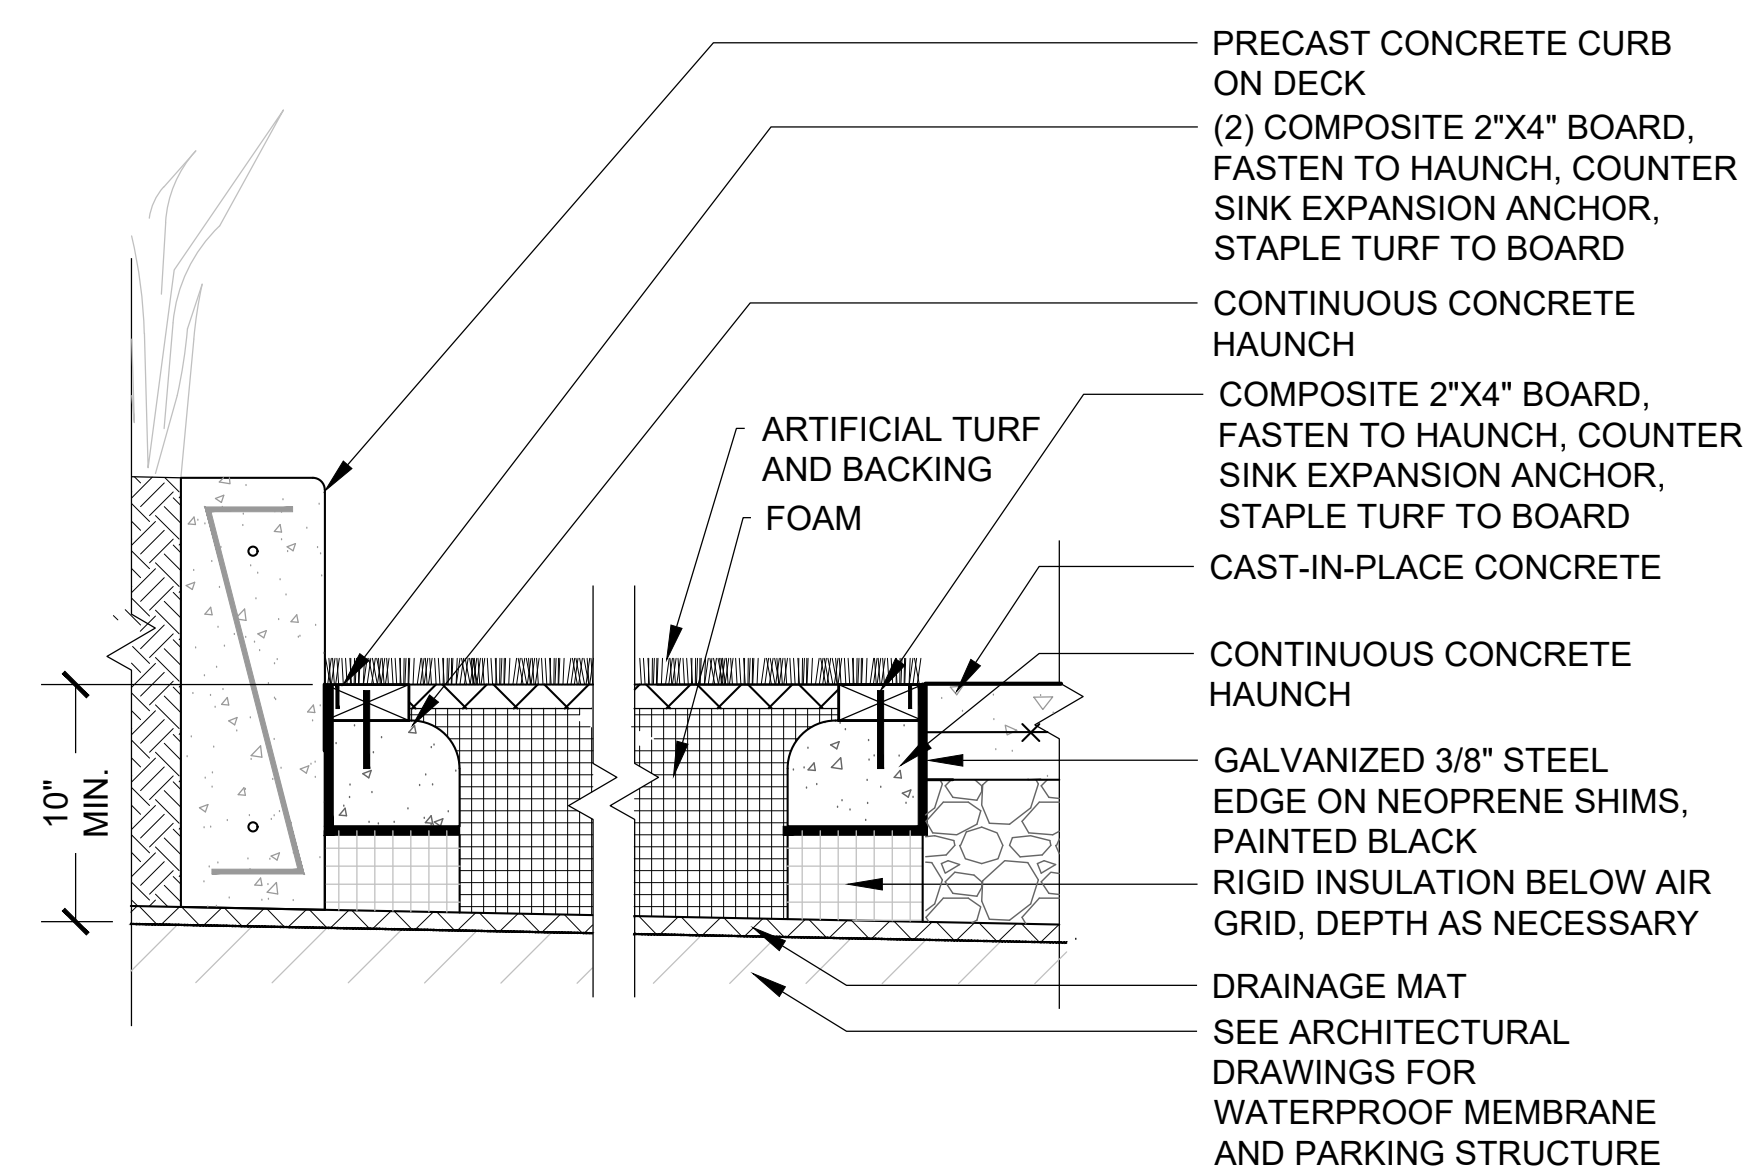 PRECAST CONCRETE CURB
ON DECK
(2) COMPOSITE 2"X4" BOARD,
FASTEN TO HAUNCH, COUNTER
SINK EXPANSION ANCHOR,
STAPLE TURF TO BOARD
CONTINUOUS CONCRETE
HAUNCH
COMPOSITE 2"X4" BOARD,
FASTEN TO HAUNCH, COUNTER
SINK EXPANSION ANCHOR,
STAPLE TURF TO BOARD
ARTIFICIAL TURF
AND BACKING
FOAM
CAST-IN-PLACE CONCRETE
CONTINUOUS CONCRETE
HAUNCH
GALVANIZED 3/8" STEEL
EDGE ON NEOPRENE SHIMS,
PAINTED BLACK
RIGID INSULATION BELOW AIR
GRID, DEPTH AS NECESSARY
DRAINAGE MAT
SEE ARCHITECTURAL
DRAWINGS FOR
WATERPROOF MEMBRANE
AND PARKING STRUCTURE
10"
MIN.